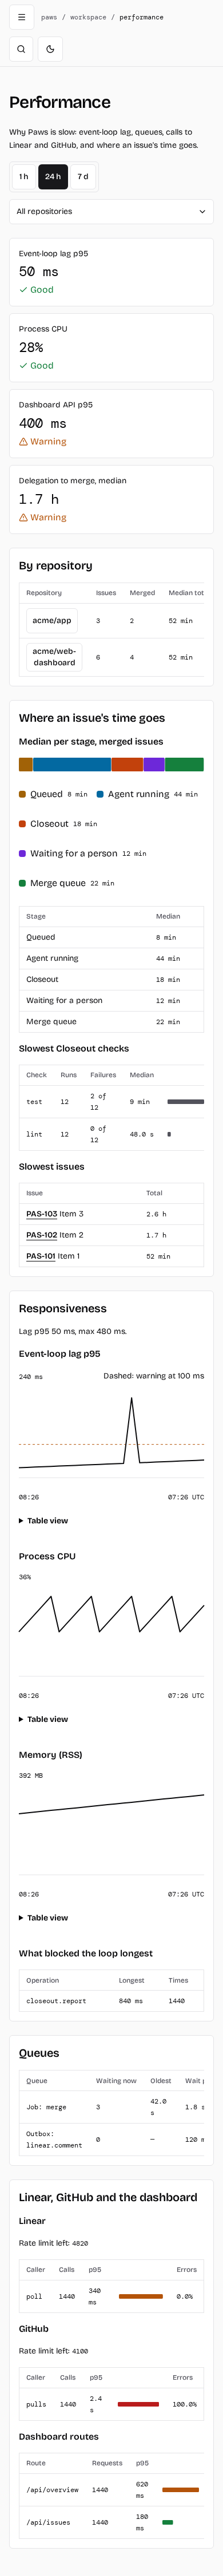 paws / workspace / performance
Performance
Why Paws is slow: event-loop lag, queues, calls to
Linear and GitHub, and where an issue's time goes.
1 h 24 h 7 d
All repositories
Event-loop lag p95
50 ms
Good
Process CPU
28%
Good
Dashboard API p95
400 ms
Warning
Delegation to merge, median
1.7 h
Warning
By repository
Repository Issues Merged Median tot
acme/app 3 2 52 min
acme/web-
dashboard 6 4 52 min
Where an issue's time goes
Median per stage, merged issues
Queued 8 min Agent running 44 min
Closeout 18 min
Waiting for a person 12 min
Merge queue 22 min
Stage Median
Queued 8 min
Agent running 44 min
Closeout 18 min
Waiting for a person 12 min
Merge queue 22 min
Slowest Closeout checks
Check Runs Failures Median
test 12 2 of
12 9 min
lint 12 0 of
12 48.0 s
Slowest issues
Issue Total
PAS-103 Item 3 2.6 h
PAS-102 Item 2 1.7 h
PAS-101 Item 1 52 min
Responsiveness
Lag p95 50 ms, max 480 ms.
Event-loop lag p95
240 ms Dashed: warning at 100 ms
08:26 07:26 UTC
Table view
Process CPU
36%
08:26 07:26 UTC
Table view
Memory (RSS)
392 MB
08:26 07:26 UTC
Table view
What blocked the loop longest
Operation Longest Times
closeout.report 840 ms 1440
Queues
Queue Waiting now Oldest Wait p
Job: merge 3 42.0
s 1.8 s
Outbox:
linear.comment 0 — 120 m
Linear, GitHub and the dashboard
Linear
Rate limit left: 4820
Caller Calls p95 Errors
poll 1440 340
ms 0.0%
GitHub
Rate limit left: 4100
Caller Calls p95 Errors
pulls 1440 2.4
s 100.0%
Dashboard routes
Route Requests p95
/api/overview 1440 620
ms
/api/issues 1440 180
ms